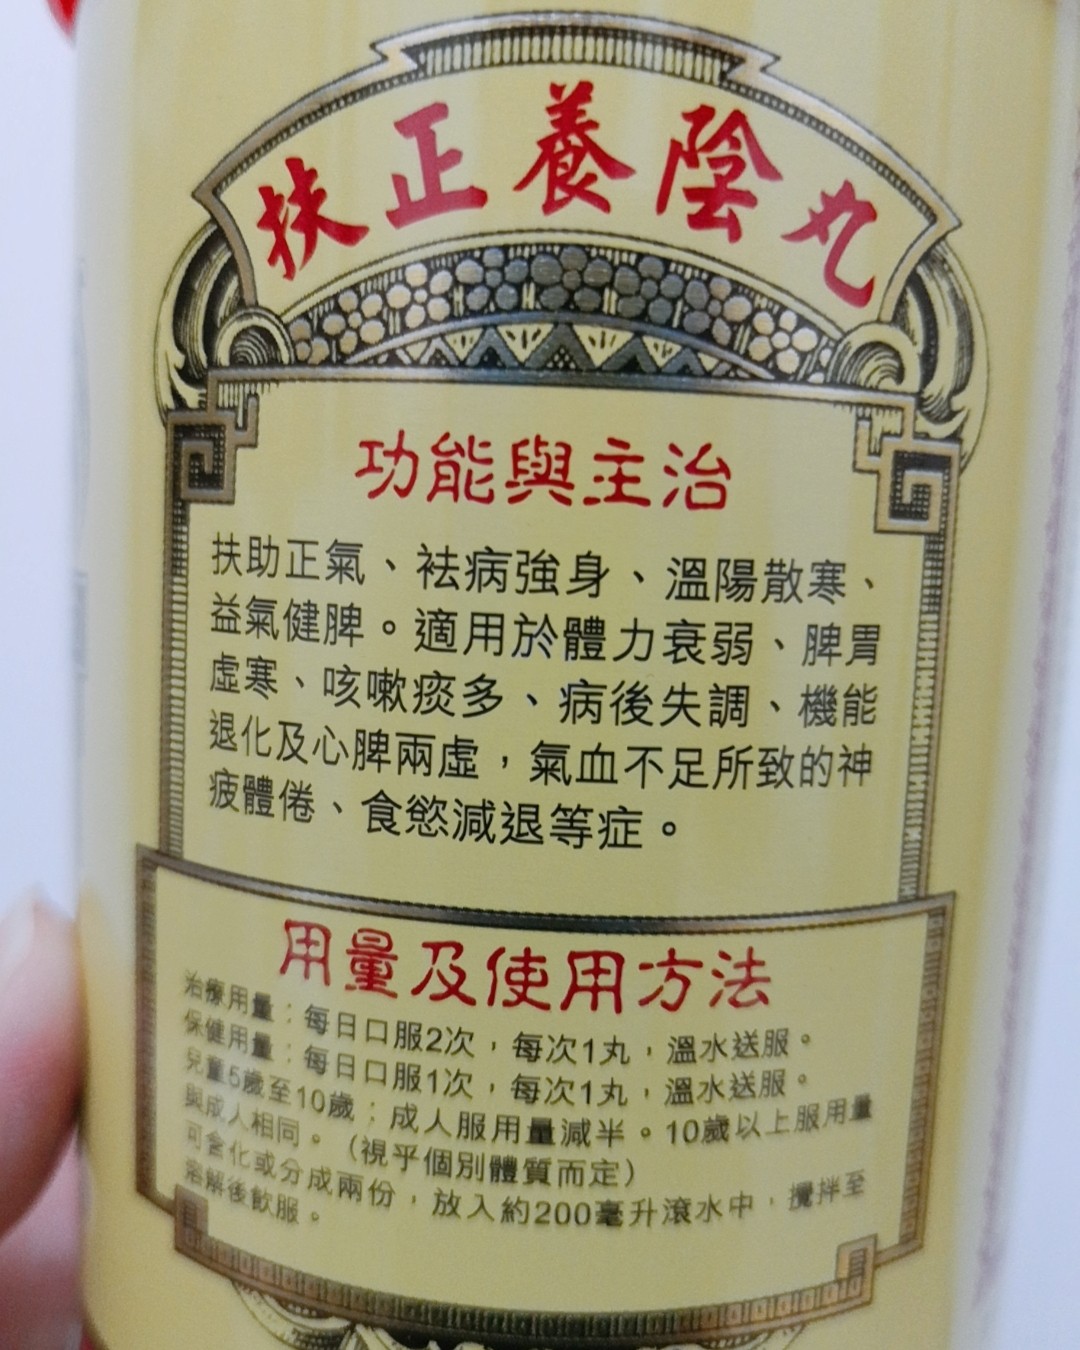 扶正養陰丸
功能與主治
扶助正氣、袪病強身、溫陽散寒、
益氣健脾。適用於體力衰弱、脾胃
虛寒、咳嗽痰多、病後失調、機能
退化及心脾兩虛，氣血不足所致的神
疲體倦、食慾減退等症。
用量及使用方法
治療用量：每日口服2次，每次1丸，溫水送服。
保健用量：每日口服1次，每次1丸，溫水送服。
兒童5歲至10歲：成人服用量減半。10歲以上服用量
與成人相同。（視乎個別體質而定）
可含化或分成兩份，放入約200毫升滾水中，攪拌至
溶解後飲服。